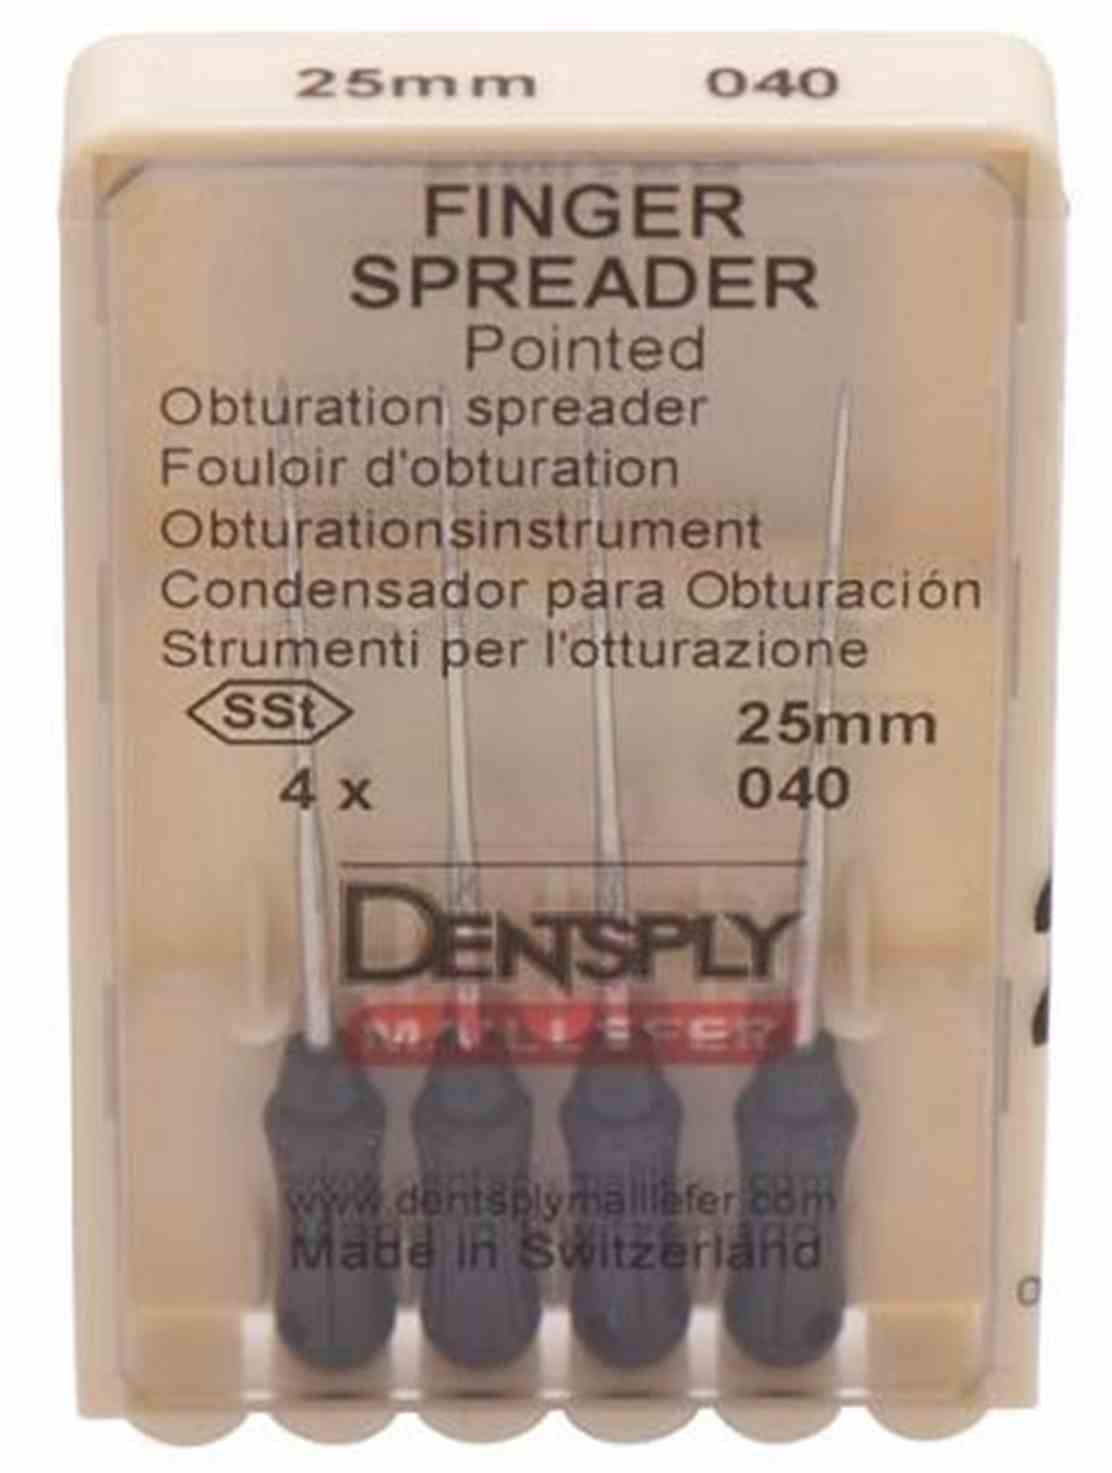 25mm 040
FINGER
SPREADER
Pointed
Obturation spreader
Fouloir d'obturation
Obturationsinstrument
Condensador para Obturación
Strumenti per l'otturazione
SSt 25mm
4 x 040
DENTSPLY
MAILLEFER
www.dentsplymaillefer.com
Made in Switzerland